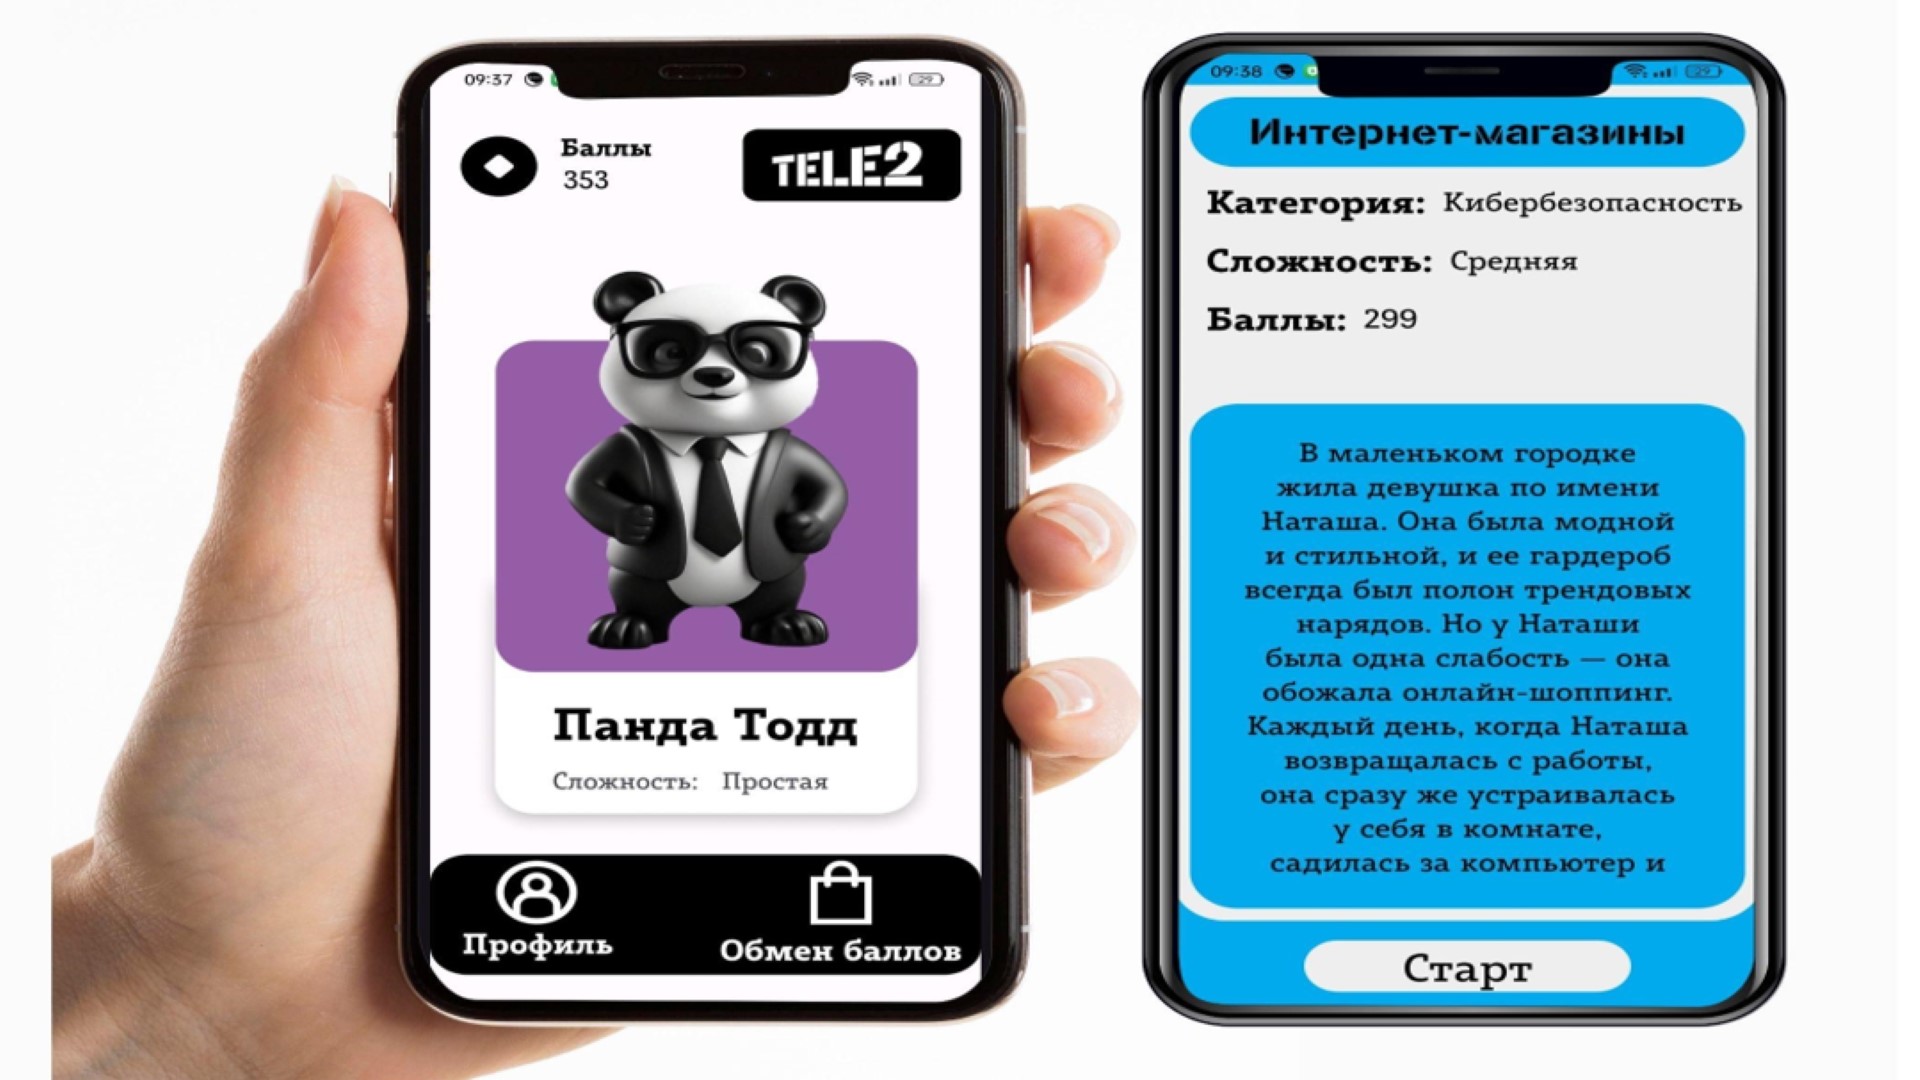 09:37
29
Баллы
353
TELE2
Панда Тодд
Сложность: Простая
Профиль
Обмен баллов
09:38
29
Интернет-магазины
Категория: Кибербезопасность
Сложность: Средняя
Баллы: 299
В маленьком городке
жила девушка по имени
Наташа. Она была модной
и стильной, и ее гардероб
всегда был полон трендовых
нарядов. Но у Наташи
была одна слабость — она
обожала онлайн-шоппинг.
Каждый день, когда Наташа
возвращалась с работы,
она сразу же устраивалась
у себя в комнате,
садилась за компьютер и
Старт